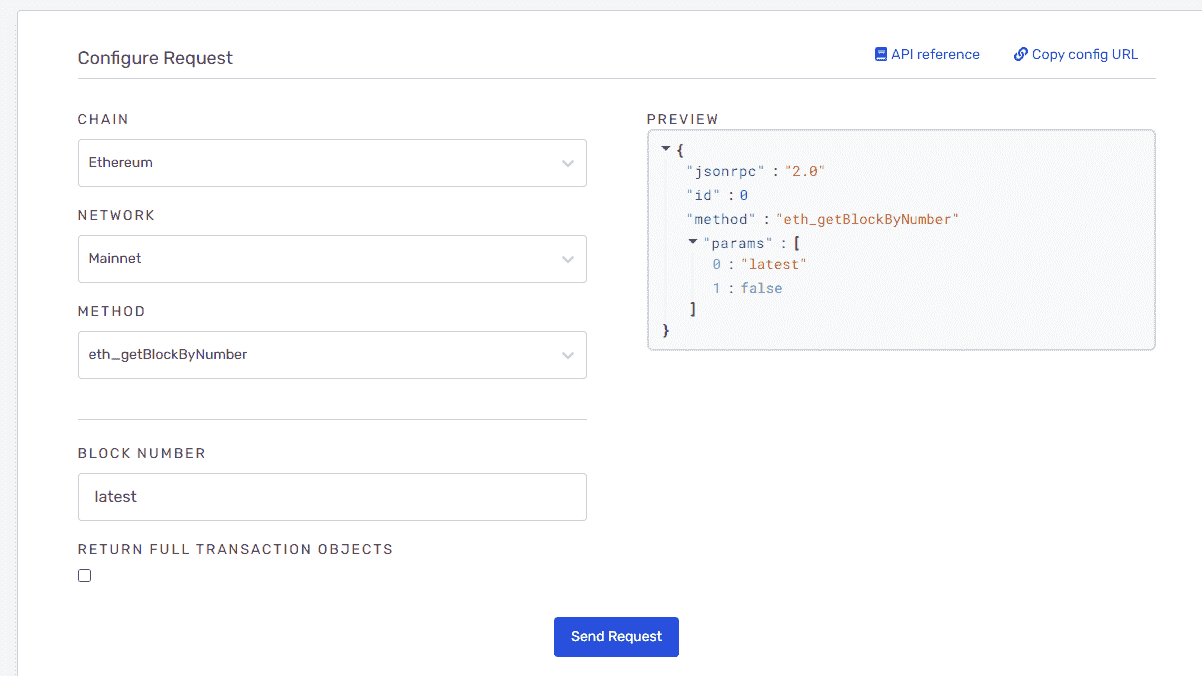 Configure Request
API reference
Copy config URL
CHAIN
Ethereum
NETWORK
Mainnet
METHOD
eth_getBlockByNumber
BLOCK NUMBER
latest
RETURN FULL TRANSACTION OBJECTS
PREVIEW
{
"jsonrpc" : "2.0"
"id" : 0
"method" : "eth_getBlockByNumber"
"params" : [
0 : "latest"
1 : false
]
}
Send Request